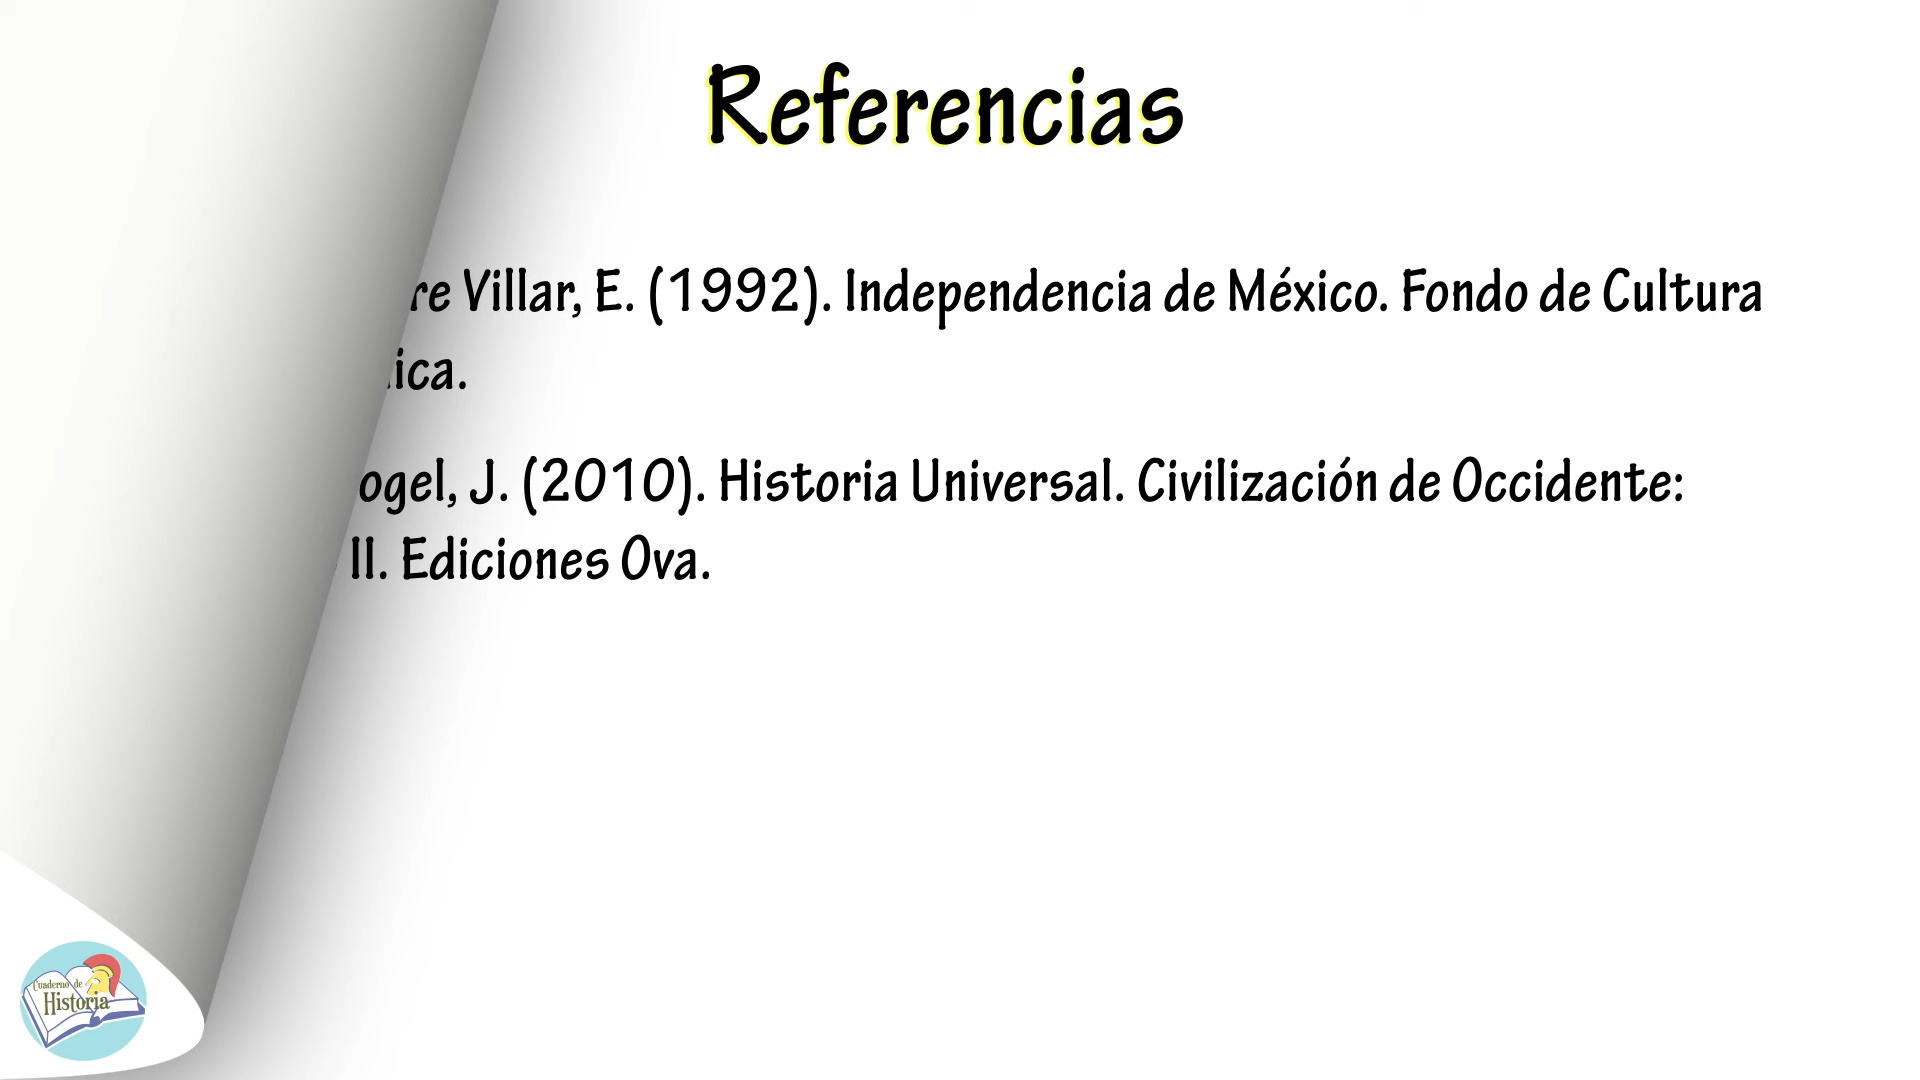 Referencias
re Villar, E. (1992). Independencia de México. Fondo de Cultura
ica.
ogel, J. (2010). Historia Universal. Civilización de Occidente:
II. Ediciones Ova.
Cuaderno de
Historia